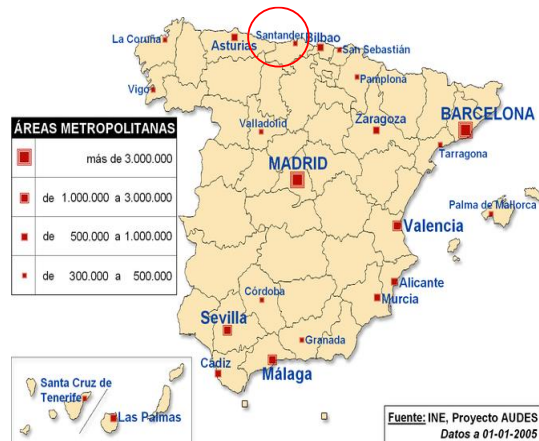 La Coruña
Asturias
Santander
Bilbao
San Sebastián
Vigo
Pamplona
Valladolid
Zaragoza
BARCELONA
Tarragona
ÁREAS METROPOLITANAS
más de 3.000.000
de 1.000.000 a 3.000.000
de 500.000 a 1.000.000
de 300.000 a 500.000
MADRID
Palma de Mallorca
Valencia
Alicante
Murcia
Córdoba
Sevilla
Granada
Cádiz
Málaga
Santa Cruz de
Tenerife
Las Palmas
Fuente: INE, Proyecto AUDES
Datos a 01-01-2005